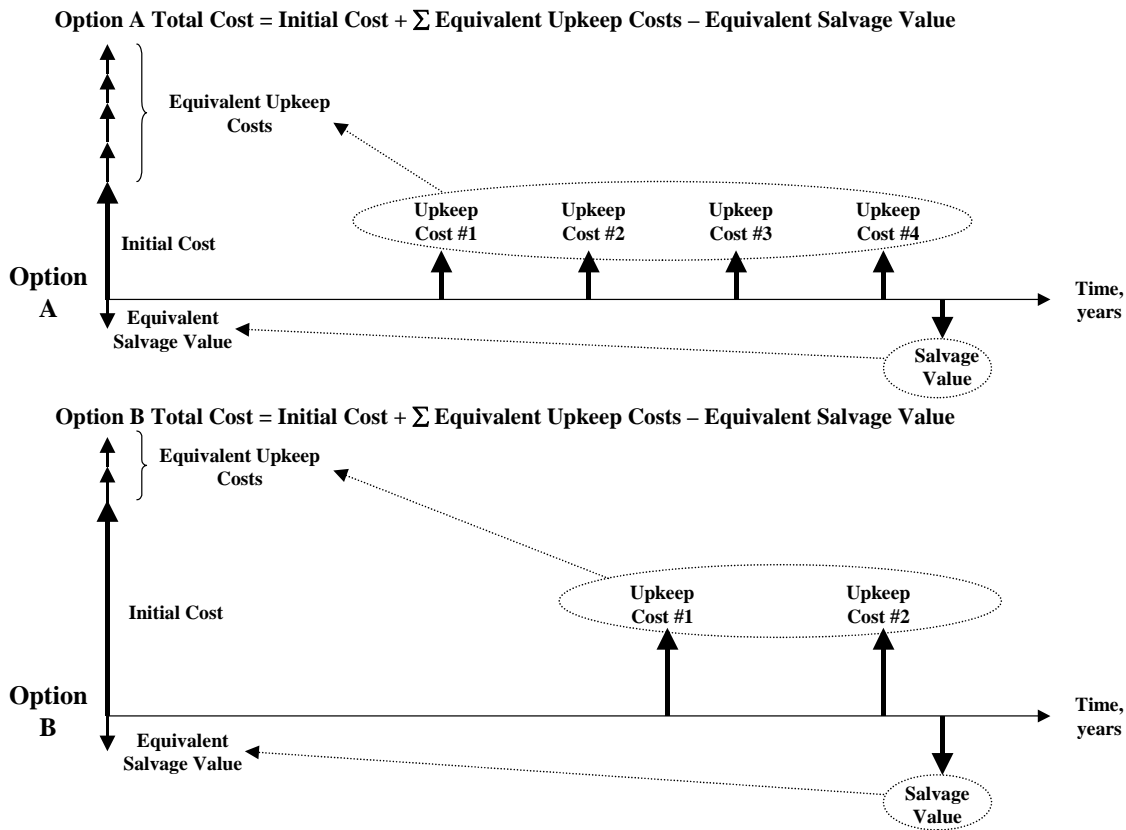 Option A Total Cost = Initial Cost + Σ Equivalent Upkeep Costs – Equivalent Salvage Value
Equivalent Upkeep
Costs
Upkeep
Cost #1
Upkeep
Cost #2
Upkeep
Cost #3
Upkeep
Cost #4
Initial Cost
Option
A
Time,
years
Equivalent
Salvage Value
Salvage
Value
Option B Total Cost = Initial Cost + Σ Equivalent Upkeep Costs – Equivalent Salvage Value
Equivalent Upkeep
Costs
Upkeep
Cost #1
Upkeep
Cost #2
Initial Cost
Option
B
Time,
years
Equivalent
Salvage Value
Salvage
Value